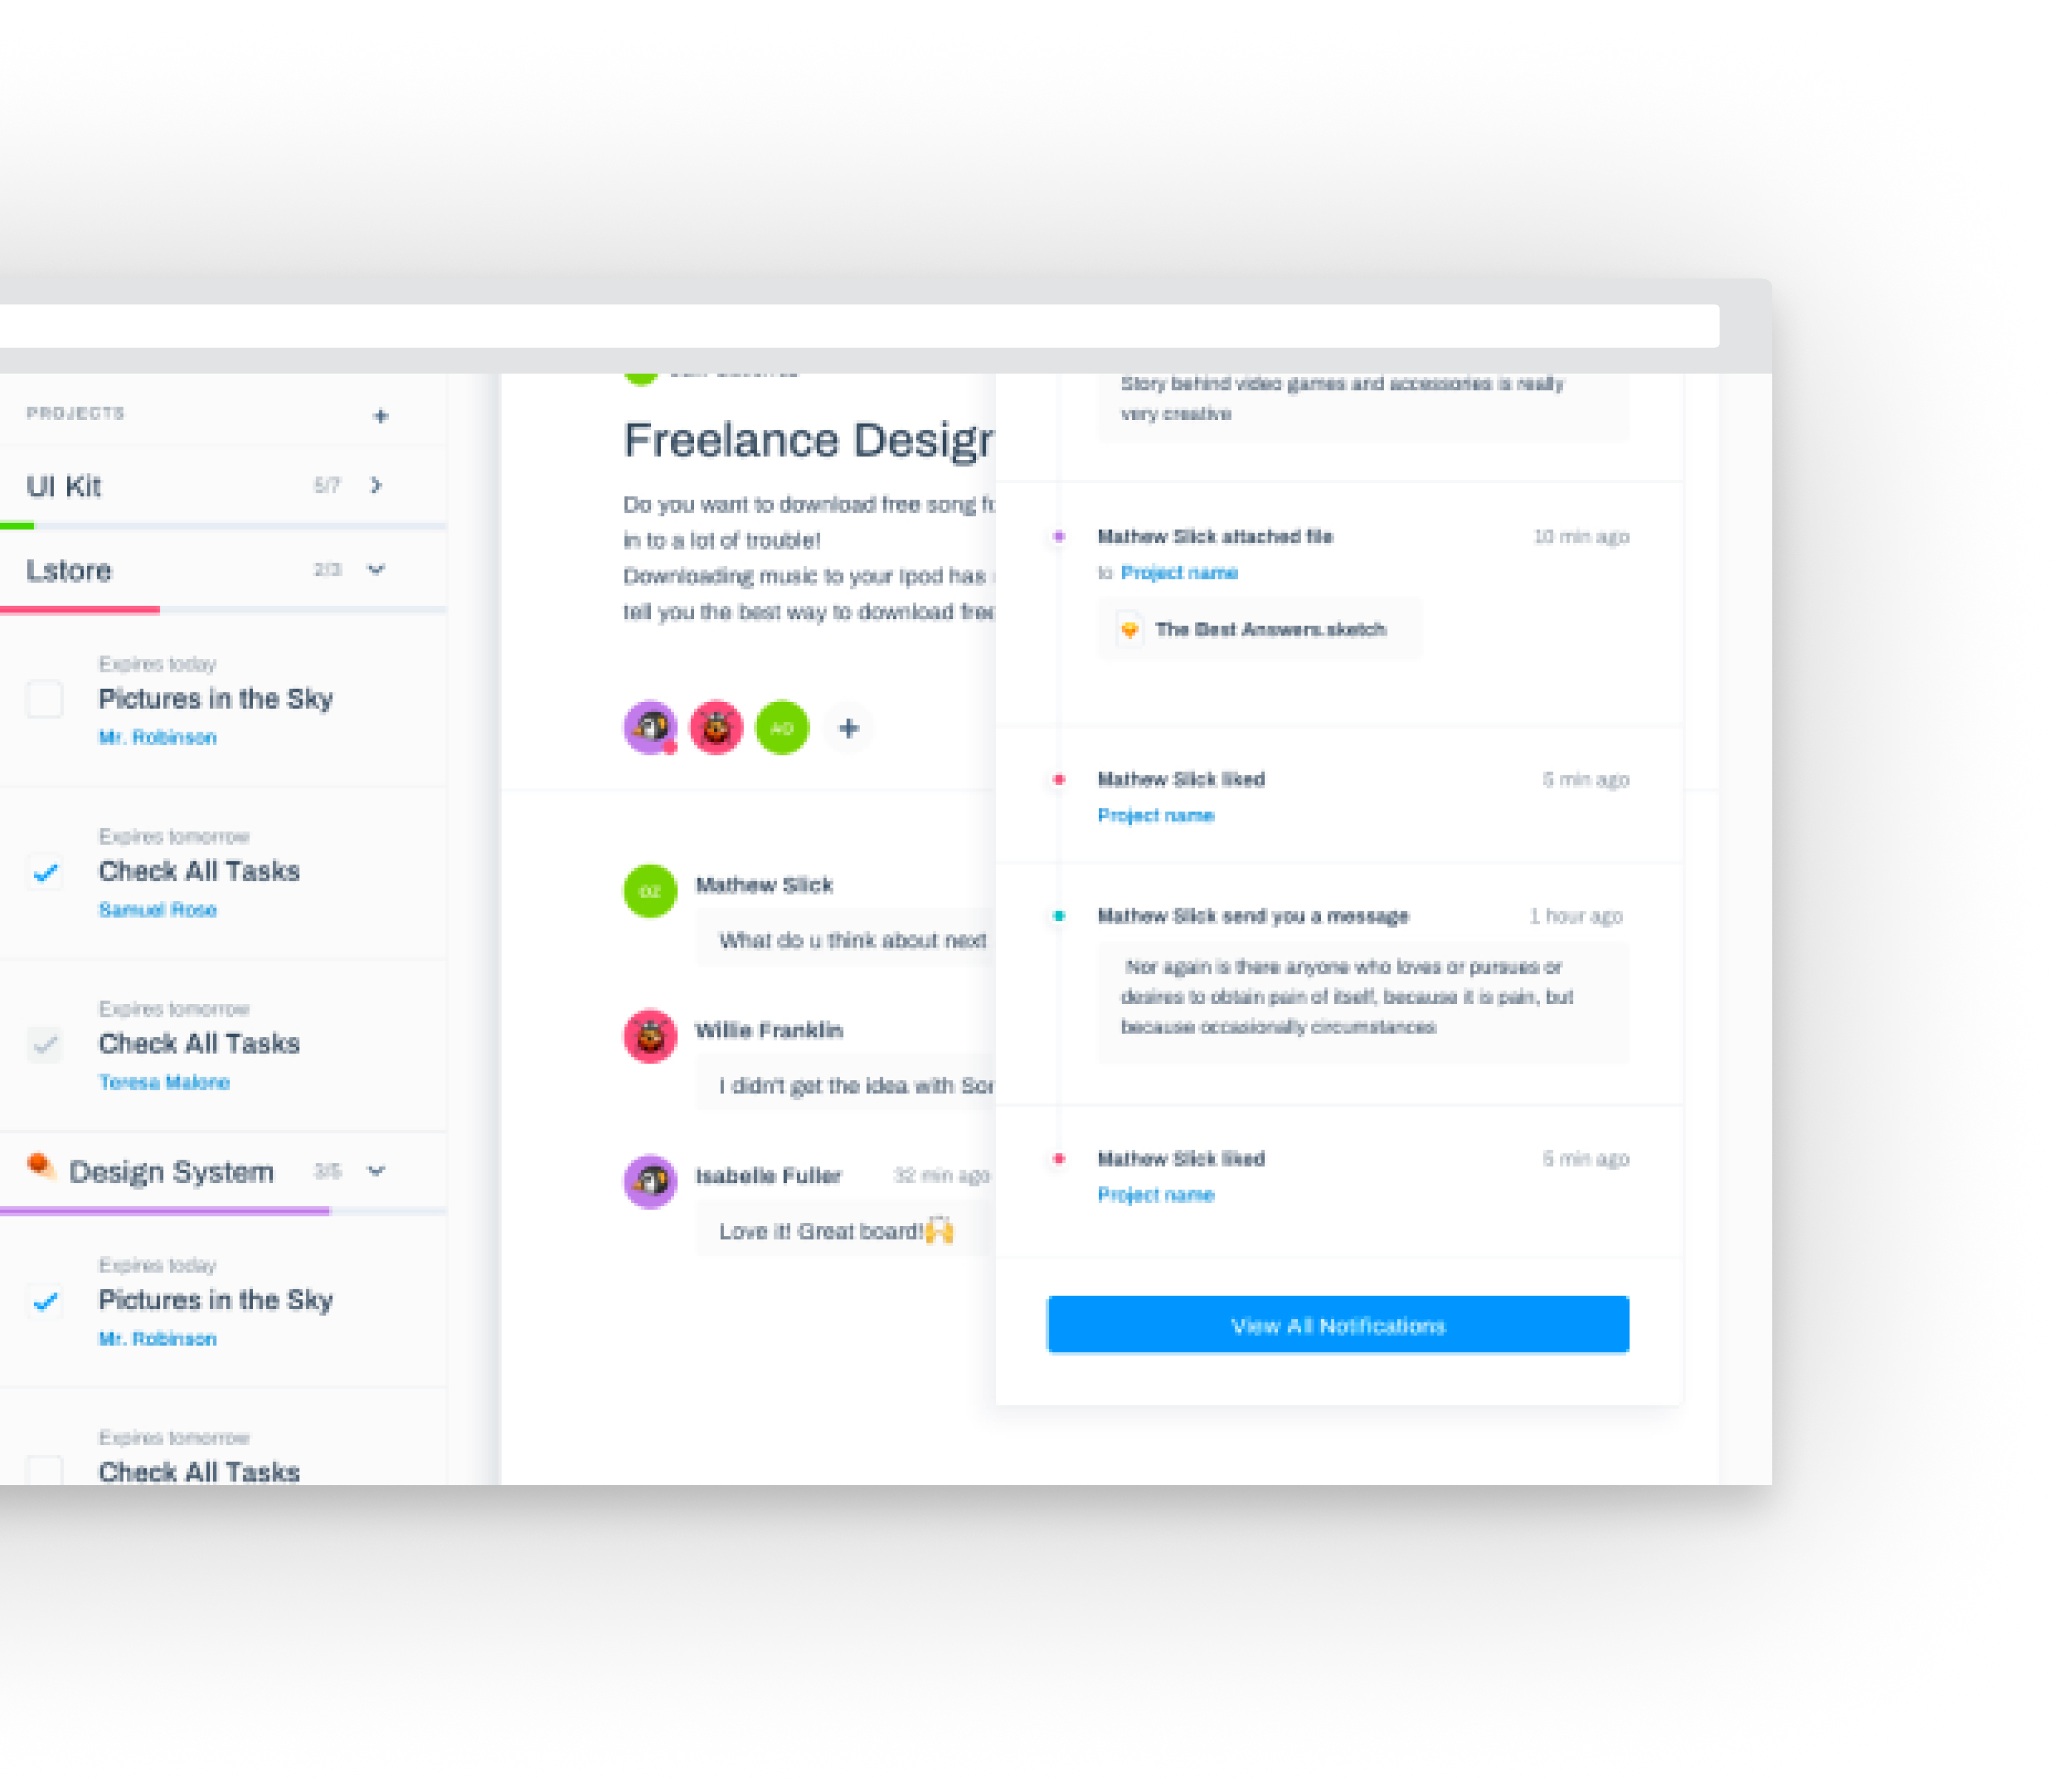 PROJECTS
UI Kit 5/7
Lstore 2/3
Expires today
Pictures in the Sky
Mr. Robinson
Expires tomorrow
Check All Tasks
Samuel Rose
Expires tomorrow
Check All Tasks
Teresa Malone
Design System 3/5
Expires today
Pictures in the Sky
Mr. Robinson
Expires tomorrow
Check All Tasks
Freelance Design
Do you want to download free song
in to a lot of trouble!
Downloading music to your Ipod has
tell you the best way to download free
AO
OZ
Mathew Slick
What do u think about next
Willie Franklin
I didn't get the idea with
Isabelle Fuller 32 min ago
Love it! Great board!🙌
Story behind video games and accessories is really
very creative
Mathew Slick attached file 10 min ago
to Project name
The Best Answers.sketch
Mathew Slick liked 5 min ago
Project name
Mathew Slick send you a message 1 hour ago
Nor again is there anyone who loves or pursues or
desires to obtain pain of itself, because it is pain, but
because occasionally circumstances
Mathew Slick liked 5 min ago
Project name
View All Notifications